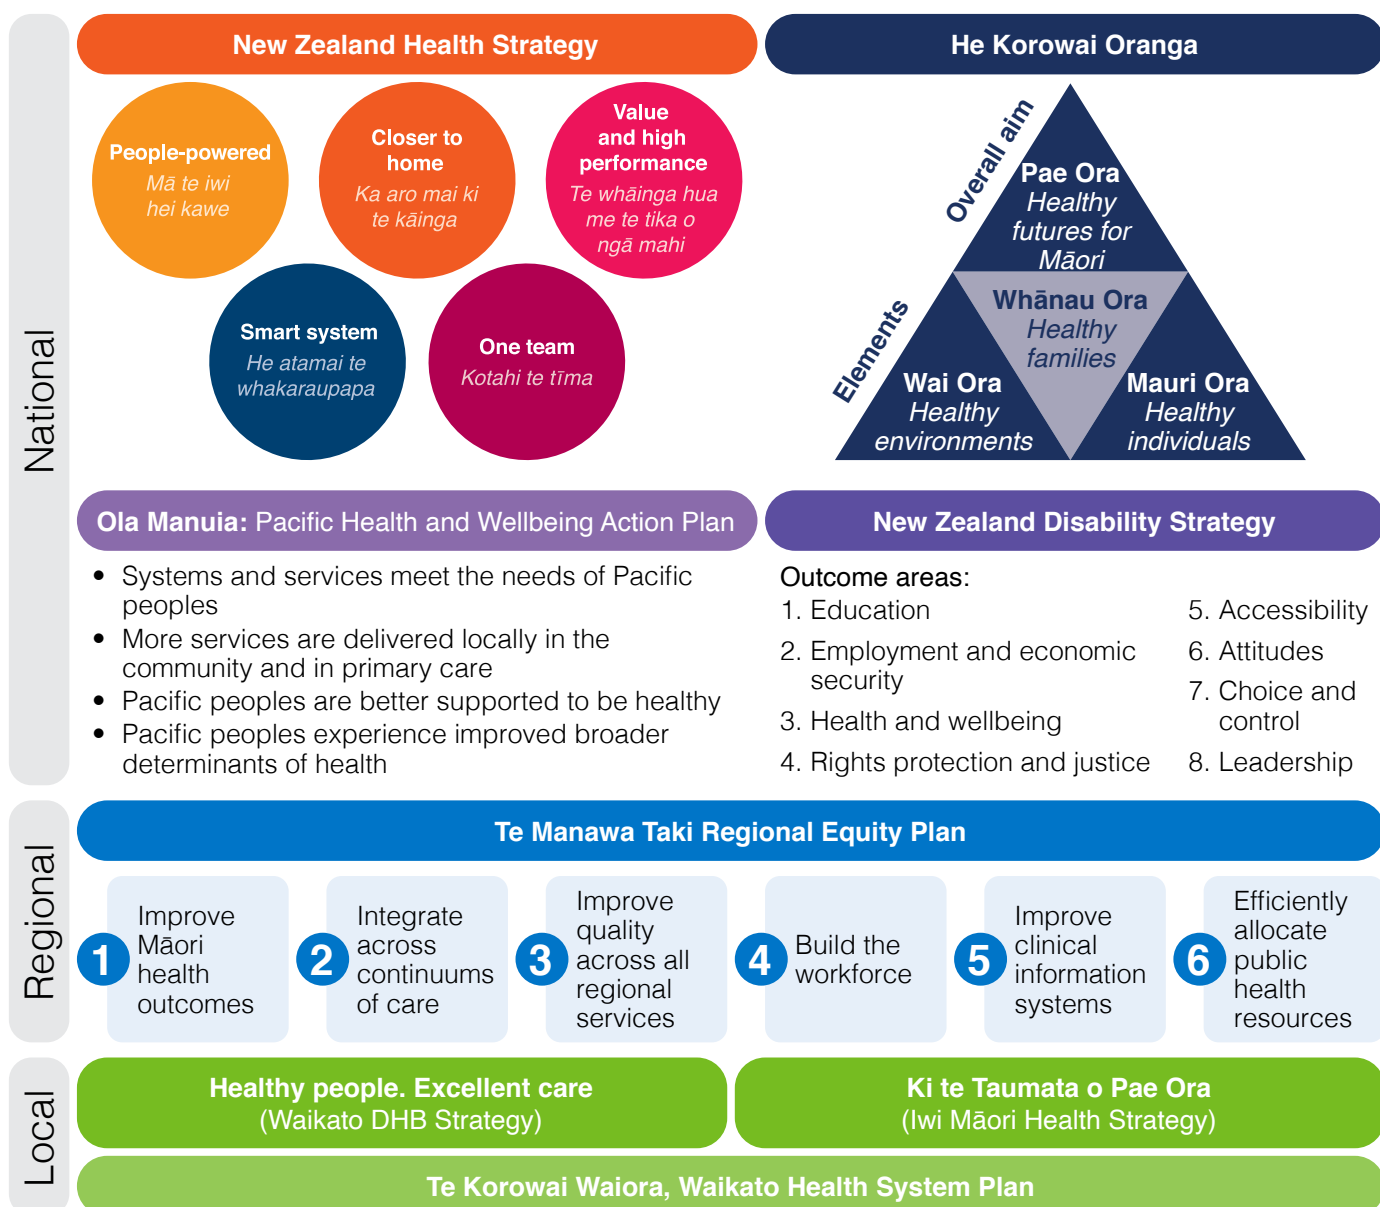 National
New Zealand Health Strategy
People-powered
Mā te iwi
hei kawe
Closer to
home
Ka aro mai ki
te kāinga
Value
and high
performance
Te whāinga hua
me te tika o
ngā mahi
Smart system
He atamai te
whakaraupapa
One team
Kotahi te tīma
He Korowai Oranga
Overall aim
Elements
Pae Ora
Healthy
futures for
Māori
Whānau Ora
Healthy
families
Wai Ora
Healthy
environments
Mauri Ora
Healthy
individuals
Ola Manuia: Pacific Health and Wellbeing Action Plan
• Systems and services meet the needs of Pacific
peoples
• More services are delivered locally in the
community and in primary care
• Pacific peoples are better supported to be healthy
• Pacific peoples experience improved broader
determinants of health
New Zealand Disability Strategy
Outcome areas:
1. Education
2. Employment and economic
security
3. Health and wellbeing
4. Rights protection and justice
5. Accessibility
6. Attitudes
7. Choice and
control
8. Leadership
Regional
Te Manawa Taki Regional Equity Plan
1
Improve
Māori
health
outcomes
2
Integrate
across
continuums
of care
3
Improve
quality
across all
regional
services
4
Build the
workforce
5
Improve
clinical
information
systems
6
Efficiently
allocate
public
health
resources
Local
Healthy people. Excellent care
(Waikato DHB Strategy)
Ki te Taumata o Pae Ora
(Iwi Māori Health Strategy)
Te Korowai Waiora, Waikato Health System Plan